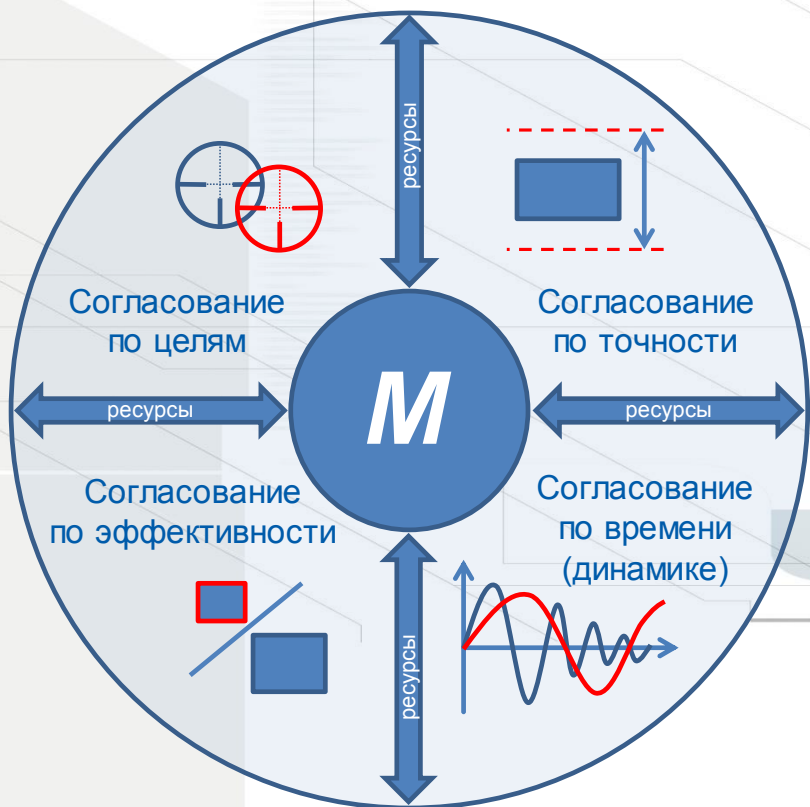 ресурсы
Согласование
по целям
Согласование
по точности
ресурсы
M
ресурсы
Согласование
по эффективности
Согласование
по времени
(динамике)
ресурсы